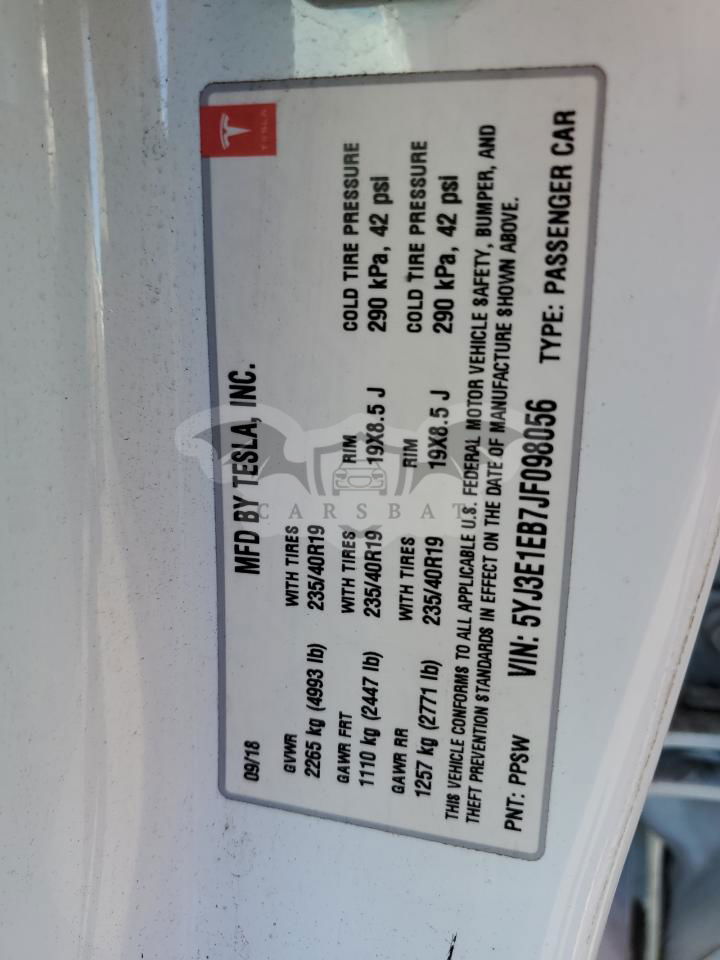 TESLA
MFD BY TESLA, INC.
09/18
GVWR WITH TIRES
2265 kg (4993 lb) 235/40R19
GAWR FRT WITH TIRES RIM COLD TIRE PRESSURE
1110 kg (2447 lb) 235/40R19 19X8.5 J 290 kPa, 42 psi
GAWR RR WITH TIRES RIM COLD TIRE PRESSURE
1257 kg (2771 lb) 235/40R19 19X8.5 J 290 kPa, 42 psi
THIS VEHICLE CONFORMS TO ALL APPLICABLE U.S. FEDERAL MOTOR VEHICLE SAFETY, BUMPER, AND
THEFT PREVENTION STANDARDS IN EFFECT ON THE DATE OF MANUFACTURE SHOWN ABOVE.
PNT: PPSW VIN: 5YJ3E1EB7JF098056 TYPE: PASSENGER CAR
CARSBAT